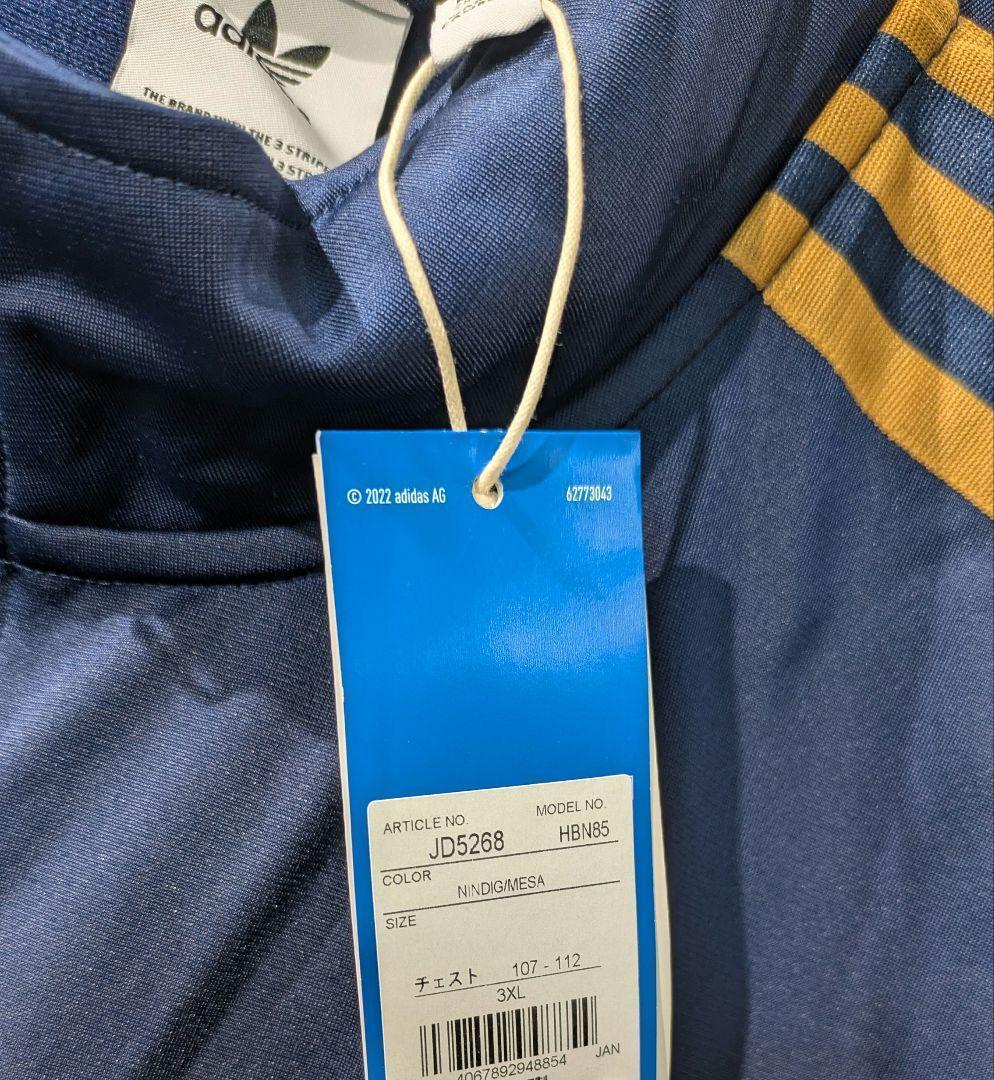 adidas
THE BRAND WITH THE 3 STRIPES
© 2022 adidas AG 62773043
ARTICLE NO. MODEL NO.
JD5268 HBN85
COLOR
NINDIG/MESA
SIZE
チェスト 107 - 112
3XL
4067892948854 JAN